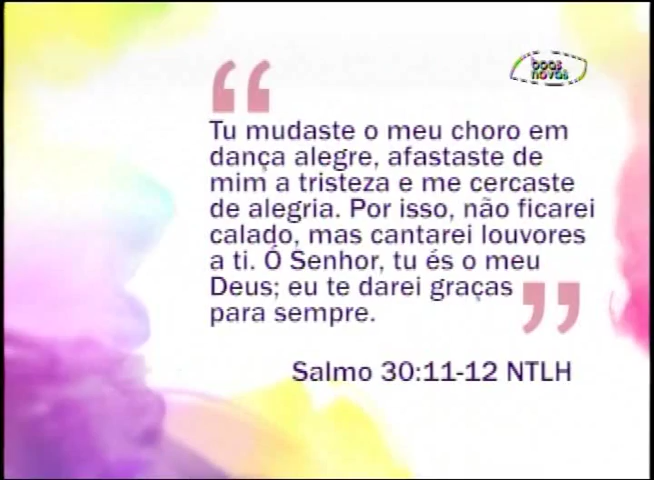 boas
novas
“
Tu mudaste o meu choro em
dança alegre, afastaste de
mim a tristeza e me cercaste
de alegria. Por isso, não ficarei
calado, mas cantarei louvores
a ti. Ó Senhor, tu és o meu
Deus; eu te darei graças
para sempre. ”
Salmo 30:11-12 NTLH